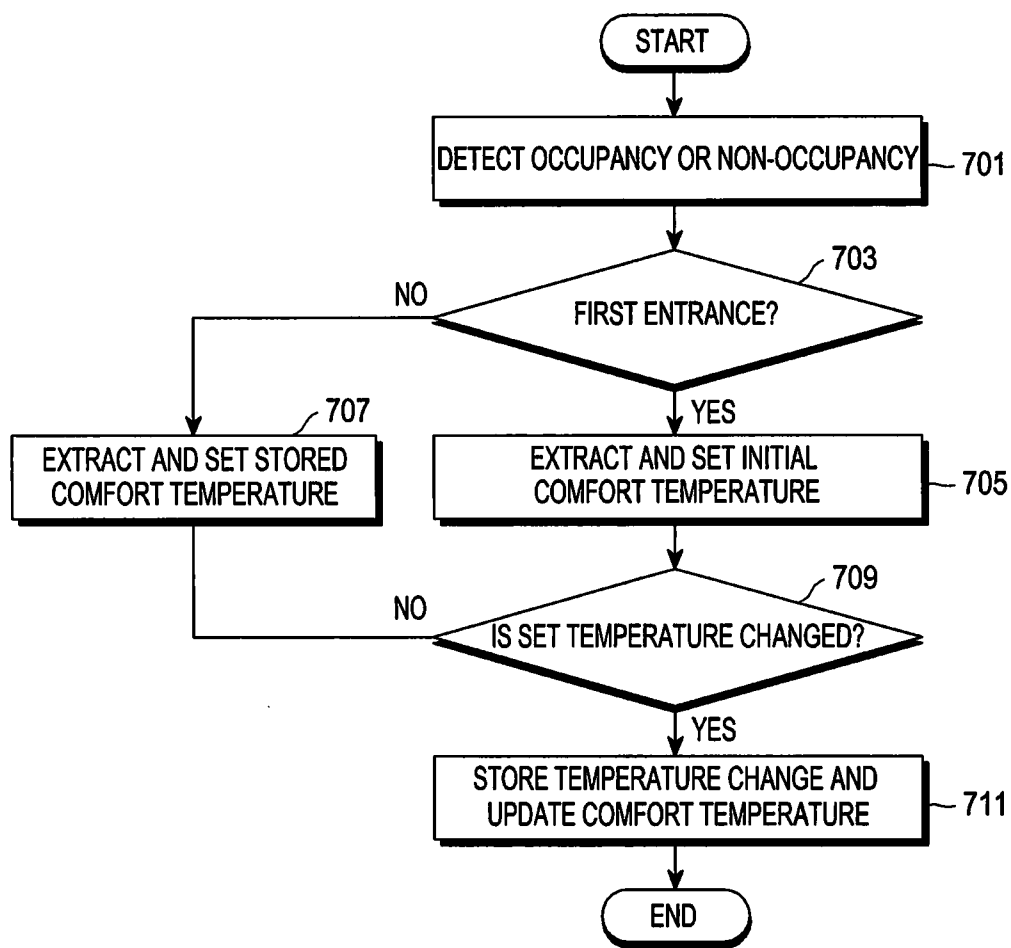 START
DETECT OCCUPANCY OR NON-OCCUPANCY
701
703
NO
FIRST ENTRANCE?
YES
707
EXTRACT AND SET STORED
COMFORT TEMPERATURE
EXTRACT AND SET INITIAL
COMFORT TEMPERATURE
705
709
NO
IS SET TEMPERATURE CHANGED?
YES
STORE TEMPERATURE CHANGE AND
UPDATE COMFORT TEMPERATURE
711
END